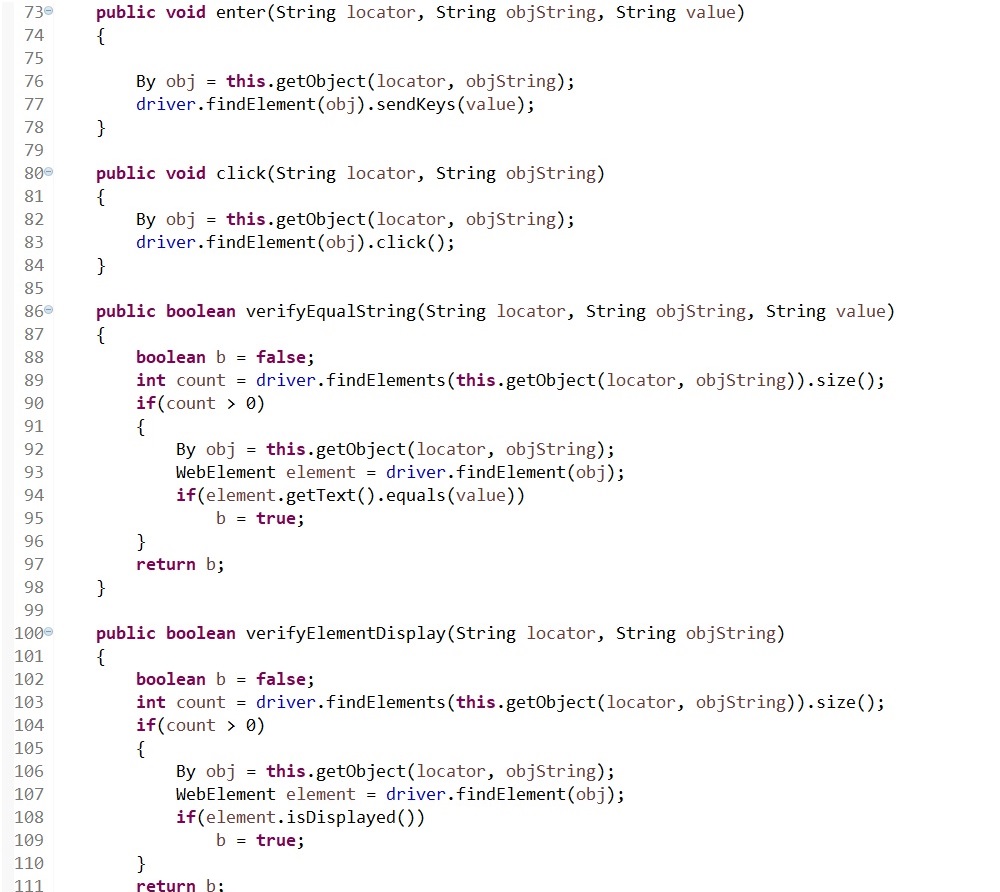 73 public void enter(String locator, String objString, String value)
74 {
75
76 By obj = this.getObject(locator, objString);
77 driver.findElement(obj).sendKeys(value);
78 }
79
80 public void click(String locator, String objString)
81 {
82 By obj = this.getObject(locator, objString);
83 driver.findElement(obj).click();
84 }
85
86 public boolean verifyEqualString(String locator, String objString, String value)
87 {
88 boolean b = false;
89 int count = driver.findElements(this.getObject(locator, objString)).size();
90 if(count > 0)
91 {
92 By obj = this.getObject(locator, objString);
93 WebElement element = driver.findElement(obj);
94 if(element.getText().equals(value))
95 b = true;
96 }
97 return b;
98 }
99
100 public boolean verifyElementDisplay(String locator, String objString)
101 {
102 boolean b = false;
103 int count = driver.findElements(this.getObject(locator, objString)).size();
104 if(count > 0)
105 {
106 By obj = this.getObject(locator, objString);
107 WebElement element = driver.findElement(obj);
108 if(element.isDisplayed())
109 b = true;
110 }
111 return b;